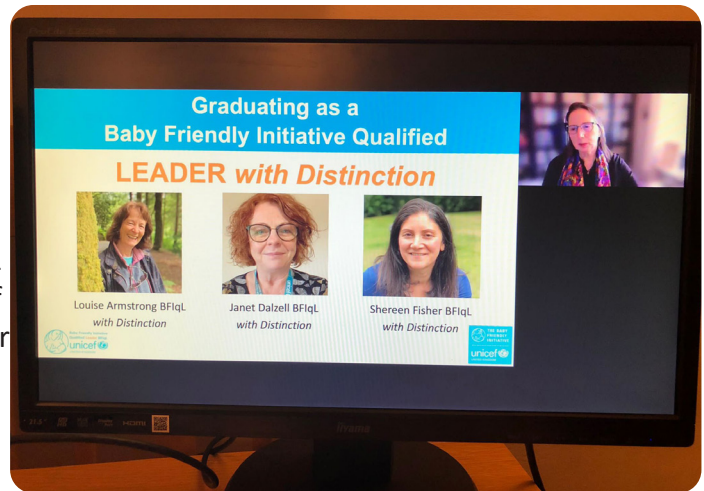 Graduating as a
Baby Friendly Initiative Qualified
LEADER with Distinction
Louise Armstrong BFIqL
with Distinction
Janet Dalzell BFIqL
with Distinction
Shereen Fisher BFIqL
with Distinction
unicef
THE BABY
FRIENDLY
INITIATIVE
unicef
HDMI
iiyama
r